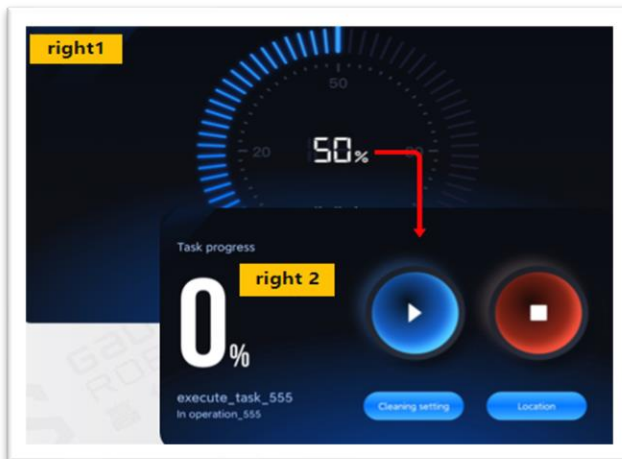 right1
50
20
50%
Task progress
right 2
0%
execute_task_555
In operation_555
Cleaning setting
Location